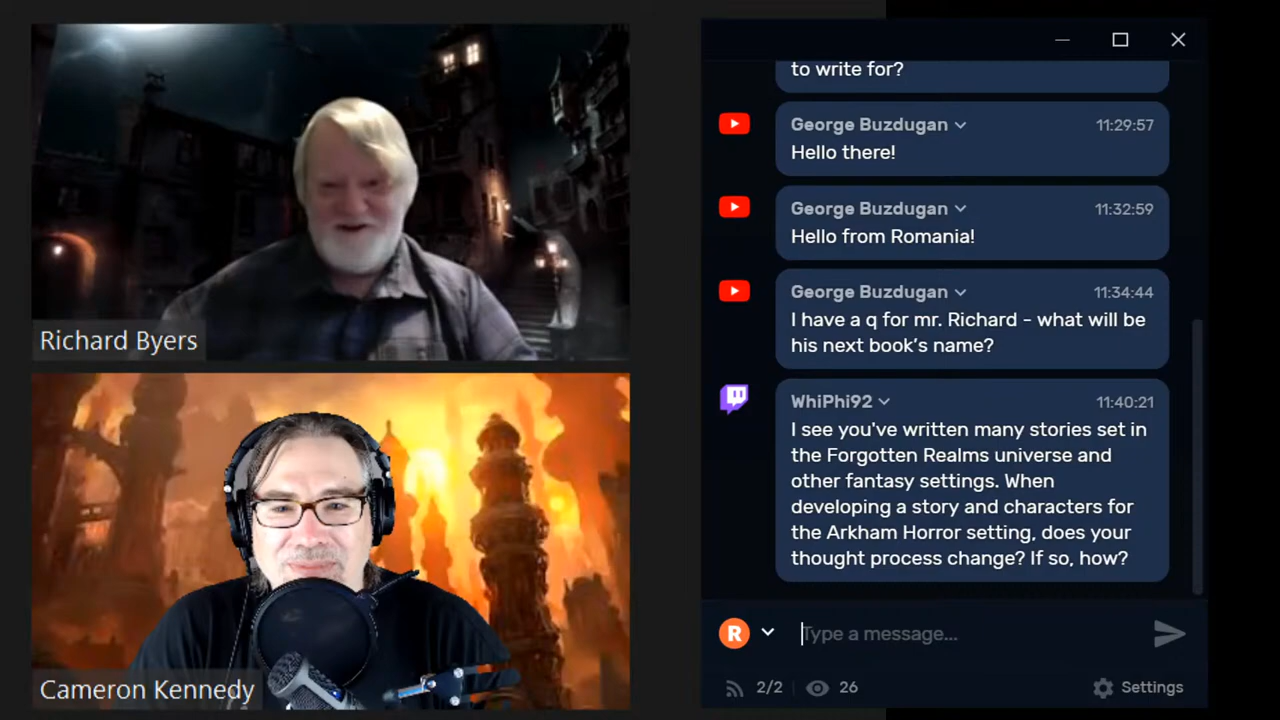 Richard Byers
Cameron Kennedy
to write for?
George Buzdugan
11:29:57
Hello there!
George Buzdugan
11:32:59
Hello from Romania!
George Buzdugan
11:34:44
I have a q for mr. Richard - what will be
his next book's name?
WhiPhi92
11:40:21
I see you've written many stories set in
the Forgotten Realms universe and
other fantasy settings. When
developing a story and characters for
the Arkham Horror setting, does your
thought process change? If so, how?
R
Type a message...
2/2
26
Settings